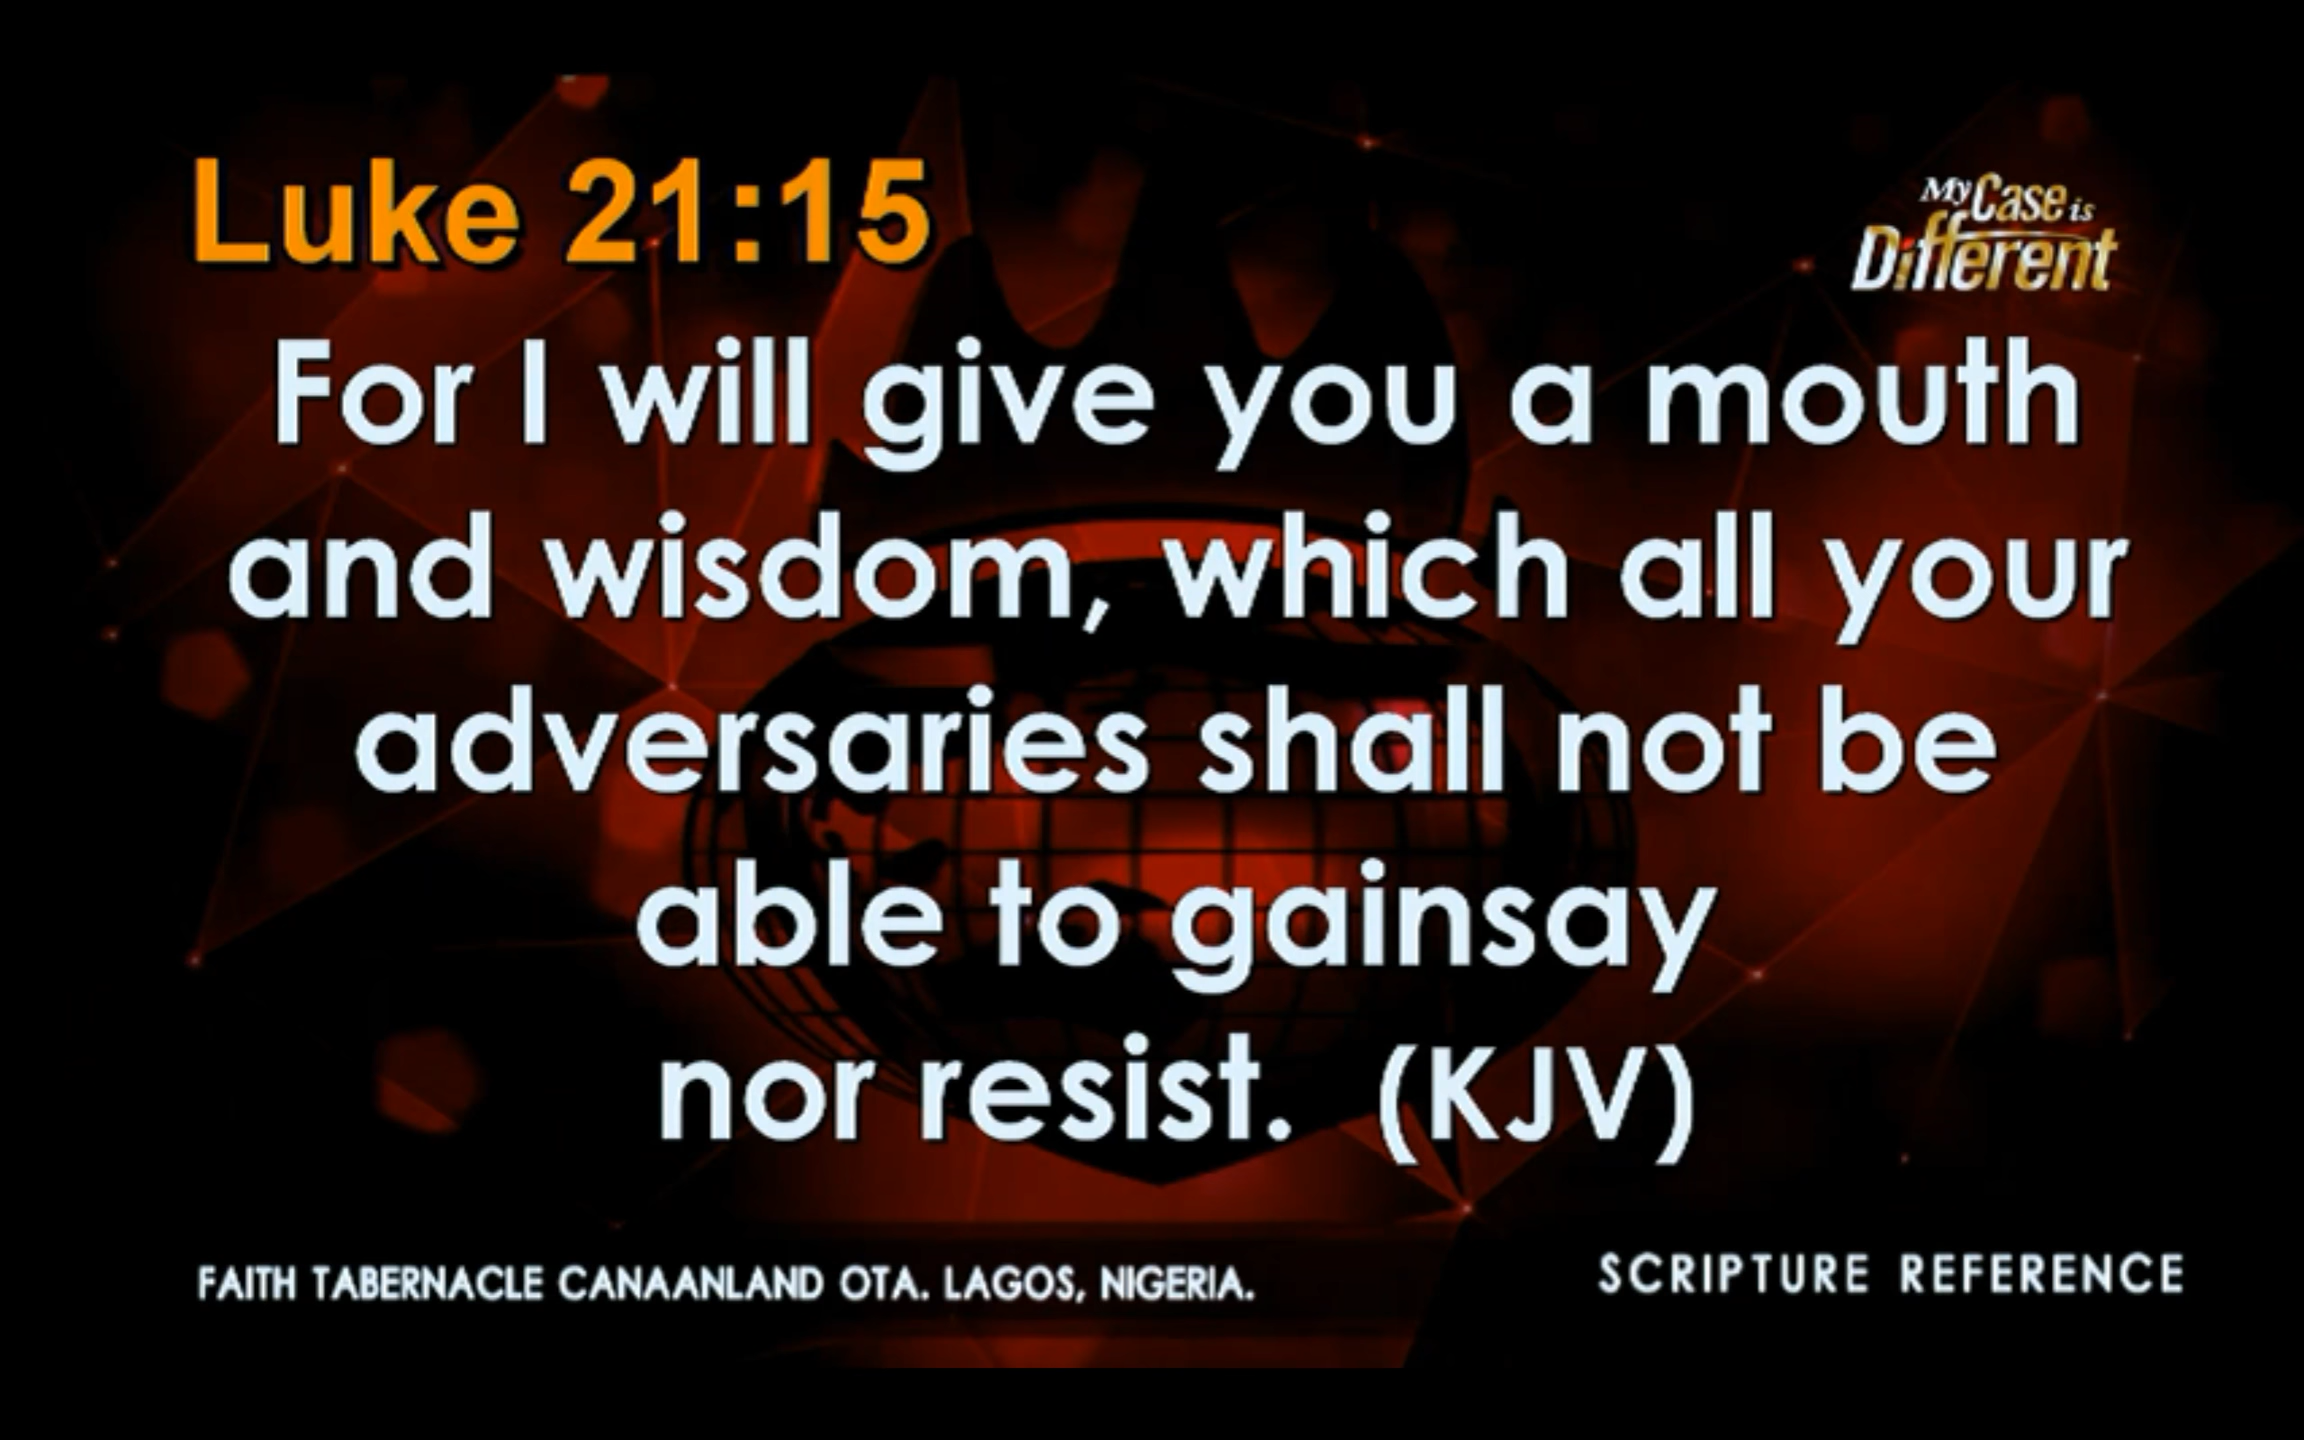 Luke 21:15
My Case is
Different
For I will give you a mouth
and wisdom, which all your
adversaries shall not be
able to gainsay
nor resist. (KJV)
FAITH TABERNACLE CANAANLAND OTA. LAGOS, NIGERIA.
SCRIPTURE REFERENCE